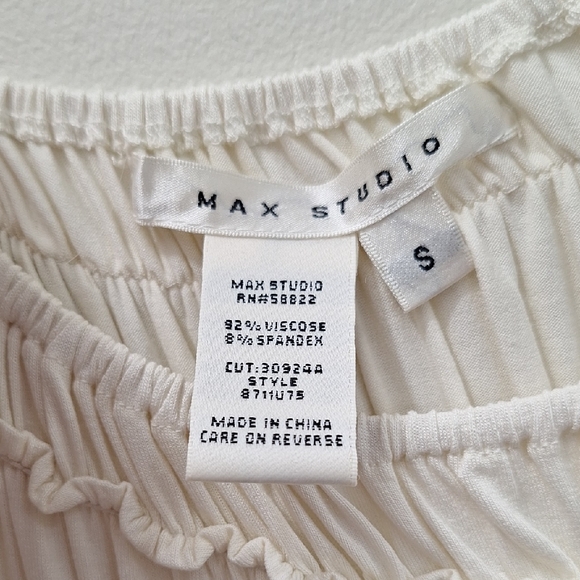 MAX STUDIO
S
MAX STUDIO
RN#58822
92% VISCOSE
8% SPANDEX
CUT:30924A
STYLE
8711U75
MADE IN CHINA
CARE ON REVERSE